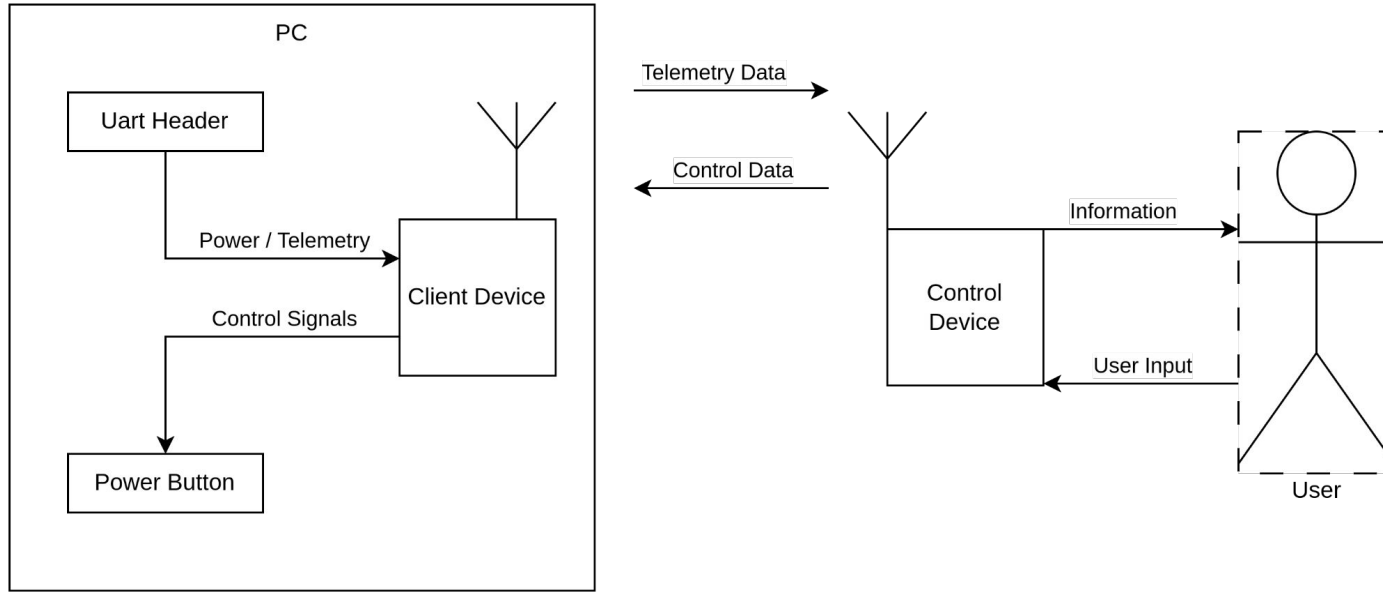 PC
Uart Header
Power / Telemetry
Client Device
Control Signals
Power Button
Telemetry Data
Control Data
Control
Device
Information
User Input
User